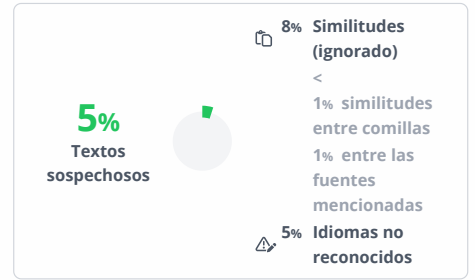 5%
Textos
sospechosos
8% Similitudes
(ignorado)
<
1% similitudes
entre comillas
1% entre las
fuentes
mencionadas
5% Idiomas no
reconocidos